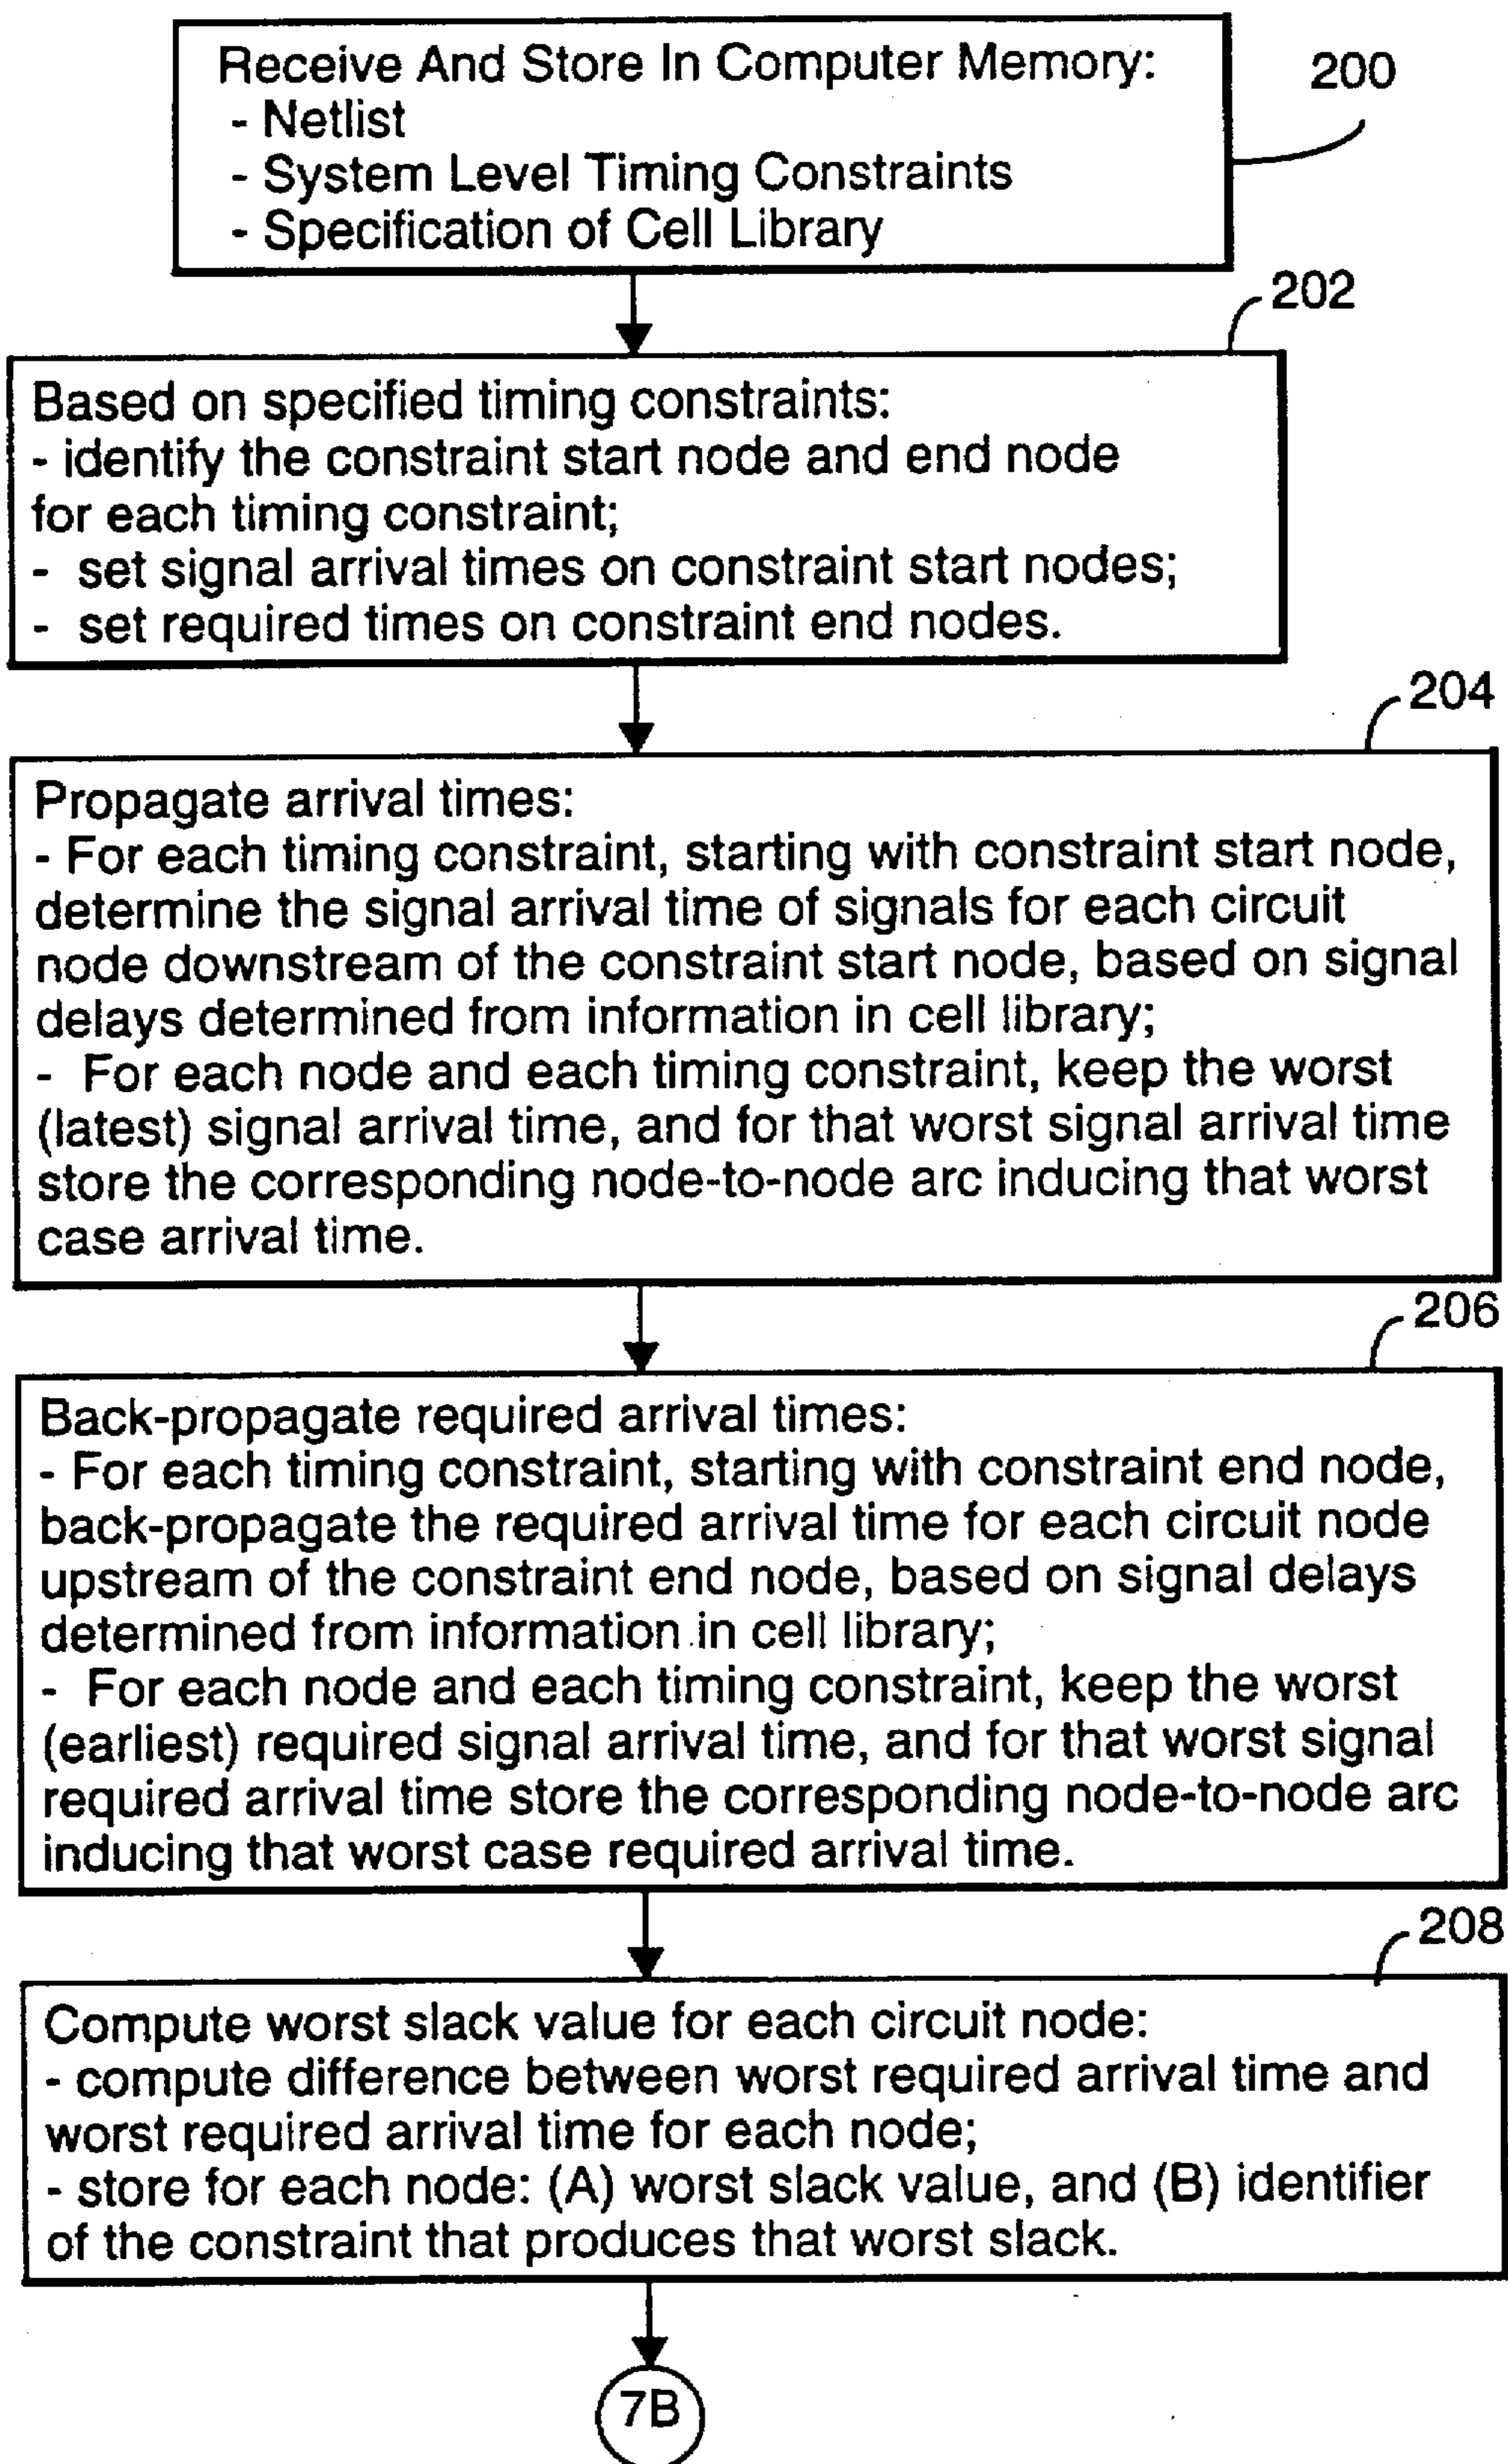 Receive And Store In Computer Memory:
- Netlist
- System Level Timing Constraints
- Specification of Cell Library
200
202
Based on specified timing constraints:
- identify the constraint start node and end node
for each timing constraint;
- set signal arrival times on constraint start nodes;
- set required times on constraint end nodes.
204
Propagate arrival times:
- For each timing constraint, starting with constraint start node,
determine the signal arrival time of signals for each circuit
node downstream of the constraint start node, based on signal
delays determined from information in cell library;
- For each node and each timing constraint, keep the worst
(latest) signal arrival time, and for that worst signal arrival time
store the corresponding node-to-node arc inducing that worst
case arrival time.
206
Back-propagate required arrival times:
- For each timing constraint, starting with constraint end node,
back-propagate the required arrival time for each circuit node
upstream of the constraint end node, based on signal delays
determined from information in cell library;
- For each node and each timing constraint, keep the worst
(earliest) required signal arrival time, and for that worst signal
required arrival time store the corresponding node-to-node arc
inducing that worst case required arrival time.
208
Compute worst slack value for each circuit node:
- compute difference between worst required arrival time and
worst required arrival time for each node;
- store for each node: (A) worst slack value, and (B) identifier
of the constraint that produces that worst slack.
7B